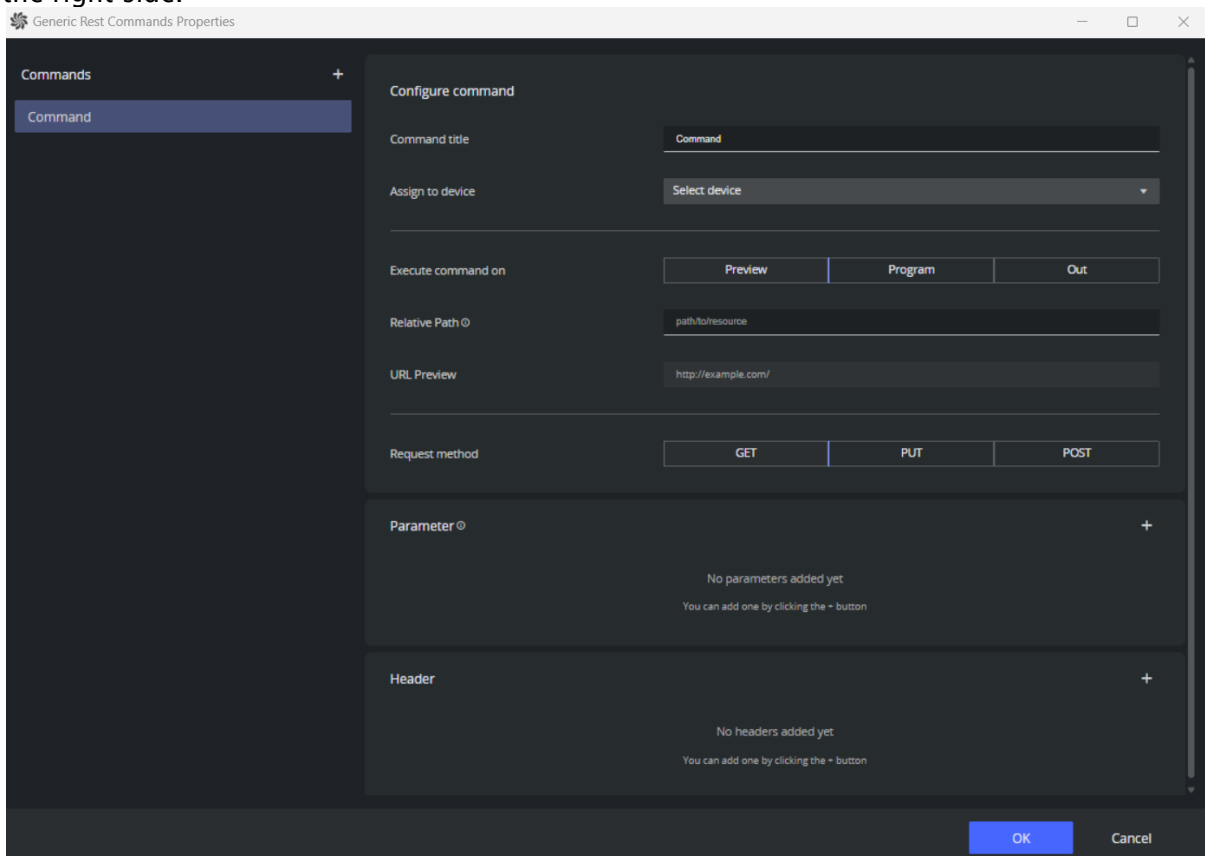 the right side.
Generic Rest Commands Properties
Commands +
Command
Configure command
Command title Command
Assign to device Select device
Execute command on Preview Program Out
Relative Path path/to/resource
URL Preview http://example.com/
Request method GET PUT POST
Parameter +
No parameters added yet
You can add one by clicking the + button
Header +
No headers added yet
You can add one by clicking the + button
OK Cancel